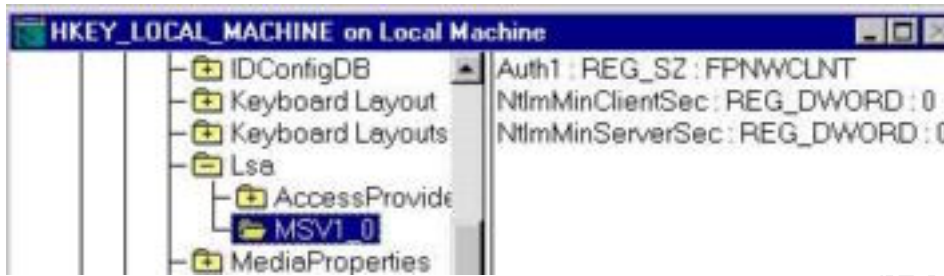 HKEY_LOCAL_MACHINE on Local Machine
IDConfigDB
Keyboard Layout
Keyboard Layouts
Lsa
AccessProvide
MSV1_0
MediaProperties
Auth1 : REG_SZ : FPNWCLNT
NtlmMinClientSec : REG_DWORD : 0
NtlmMinServerSec : REG_DWORD : 0